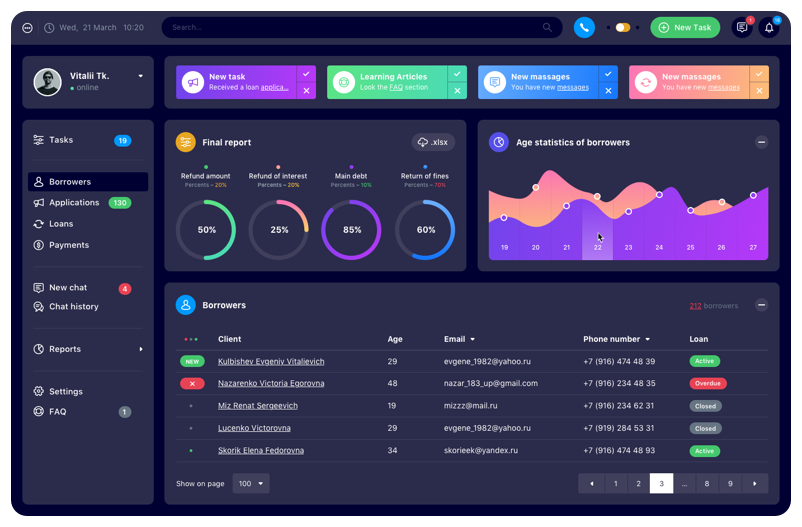 Wed, 21 March 10:20
Search...
New Task
1
18
Vitalii Tk.
online
New task
Received a loan applica...
Learning Articles
Look the FAQ section
New massages
You have new messages
New massages
You have new messages
Tasks 19
Borrowers
Applications 130
Loans
Payments
New chat 4
Chat history
Reports
Settings
FAQ 1
Final report
.xlsx
Refund amount
Percents – 20%
50%
Refund of interest
Percents – 20%
25%
Main debt
Percents – 10%
85%
Return of fines
Percents – 70%
60%
Age statistics of borrowers
19 20 21 22 23 24 25 26 27
Borrowers
212 borrowers
Client Age Email Phone number Loan
NEW Kulbishev Evgeniy Vitalievich 29 evgene_1982@yahoo.ru +7 (916) 474 48 39 Active
Nazarenko Victoria Egorovna 48 nazar_183_up@gmail.com +7 (916) 234 48 35 Overdue
Miz Renat Sergeevich 19 mizzz@mail.ru +7 (916) 234 62 31 Closed
Lucenko Victorovna 29 evgene_1982@yahoo.ru +7 (919) 284 53 31 Closed
Skorik Elena Fedorovna 34 skorieek@yandex.ru +7 (916) 474 48 93 Active
Show on page 100
1 2 3 ... 8 9